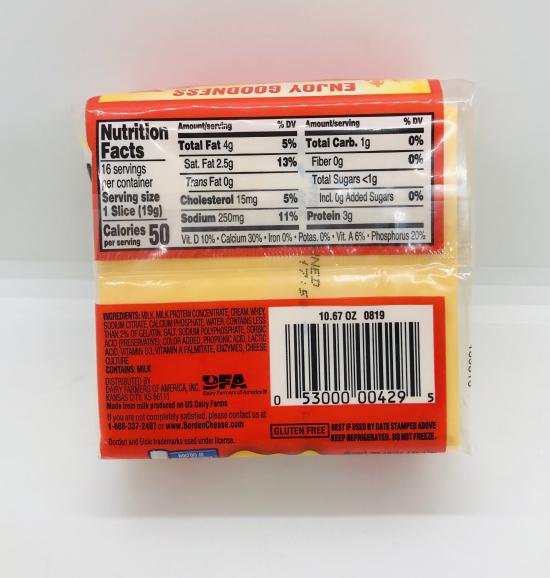 ENJOY GOODNESS
Nutrition Facts
16 servings
per container
Serving size
1 Slice (19g)
Calories 50
per serving
Amount/serving % DV
Total Fat 4g 5%
Sat. Fat 2.5g 13%
Trans Fat 0g
Cholesterol 15mg 5%
Sodium 250mg 11%
Amount/serving % DV
Total Carb. 1g 0%
Fiber 0g 0%
Total Sugars <1g
Incl. 0g Added Sugars 0%
Protein 3g
Vit. D 10% • Calcium 30% • Iron 0% • Potas. 0% • Vit. A 6% • Phosphorus 20%
17:5
INGREDIENTS: MILK, MILK PROTEIN CONCENTRATE, CREAM, WHEY,
SODIUM CITRATE, CALCIUM PHOSPHATE, WATER, CONTAINS LESS
THAN 2% OF GELATIN, SALT, SODIUM POLYPHOSPHATE, SORBIC
ACID (PRESERVATIVE), COLOR ADDED, PROPIONIC ACID, LACTIC
ACID, VITAMIN D3, VITAMIN A PALMITATE, ENZYMES, CHEESE
CULTURE
CONTAINS: MILK
DISTRIBUTED BY
DAIRY FARMERS OF AMERICA, INC.
KANSAS CITY, KS 66111
DFA
Dairy Farmers of America®
Made from milk produced on US Dairy Farms
If you are not completely satisfied, please contact us at
1-888-337-2407 or www.BordenCheese.com
Borden and Elsie trademarks used under license.
10.67 OZ 0819
0 53000 00429 5
GLUTEN FREE
BEST IF USED BY DATE STAMPED ABOVE
KEEP REFRIGERATED. DO NOT FREEZE.